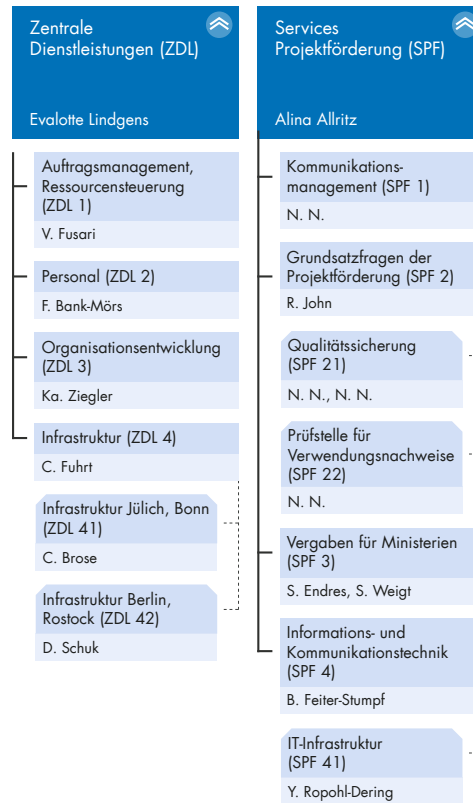 Zentrale
Dienstleistungen (ZDL)
Evalotte Lindgens
Auftragsmanagement,
Ressourcensteuerung
(ZDL 1)
V. Fusari
Personal (ZDL 2)
F. Bank-Mörs
Organisationsentwicklung
(ZDL 3)
Ka. Ziegler
Infrastruktur (ZDL 4)
C. Fuhrt
Infrastruktur Jülich, Bonn
(ZDL 41)
C. Brose
Infrastruktur Berlin,
Rostock (ZDL 42)
D. Schuk
Services
Projektförderung (SPF)
Alina Allritz
Kommunikations-
management (SPF 1)
N. N.
Grundsatzfragen der
Projektförderung (SPF 2)
R. John
Qualitätssicherung
(SPF 21)
N. N., N. N.
Prüfstelle für
Verwendungsnachweise
(SPF 22)
N. N.
Vergaben für Ministerien
(SPF 3)
S. Endres, S. Weigt
Informations- und
Kommunikationstechnik
(SPF 4)
B. Feiter-Stumpf
IT-Infrastruktur
(SPF 41)
Y. Ropohl-Dering